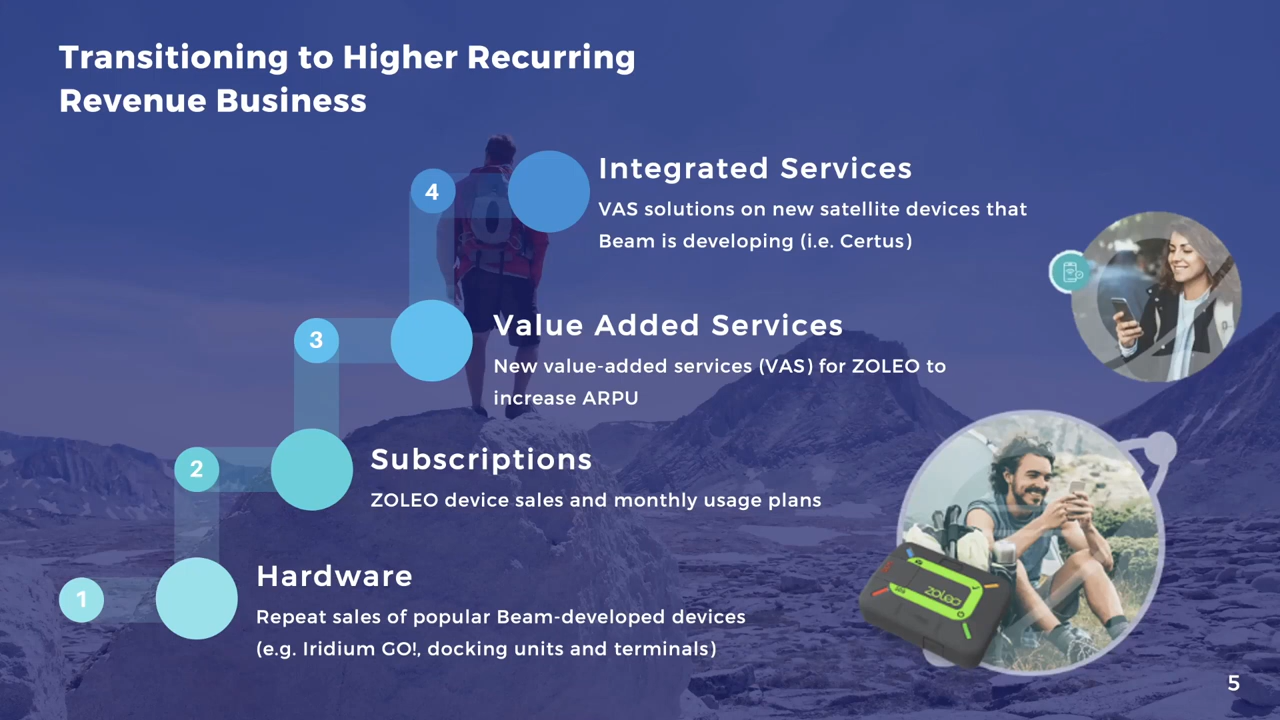 Transitioning to Higher Recurring
Revenue Business
4
Integrated Services
VAS solutions on new satellite devices that
Beam is developing (i.e. Certus)
3
Value Added Services
New value-added services (VAS) for ZOLEO to
increase ARPU
2
Subscriptions
ZOLEO device sales and monthly usage plans
1
Hardware
Repeat sales of popular Beam-developed devices
(e.g. Iridium GO!, docking units and terminals)
zoleo
SOS
5